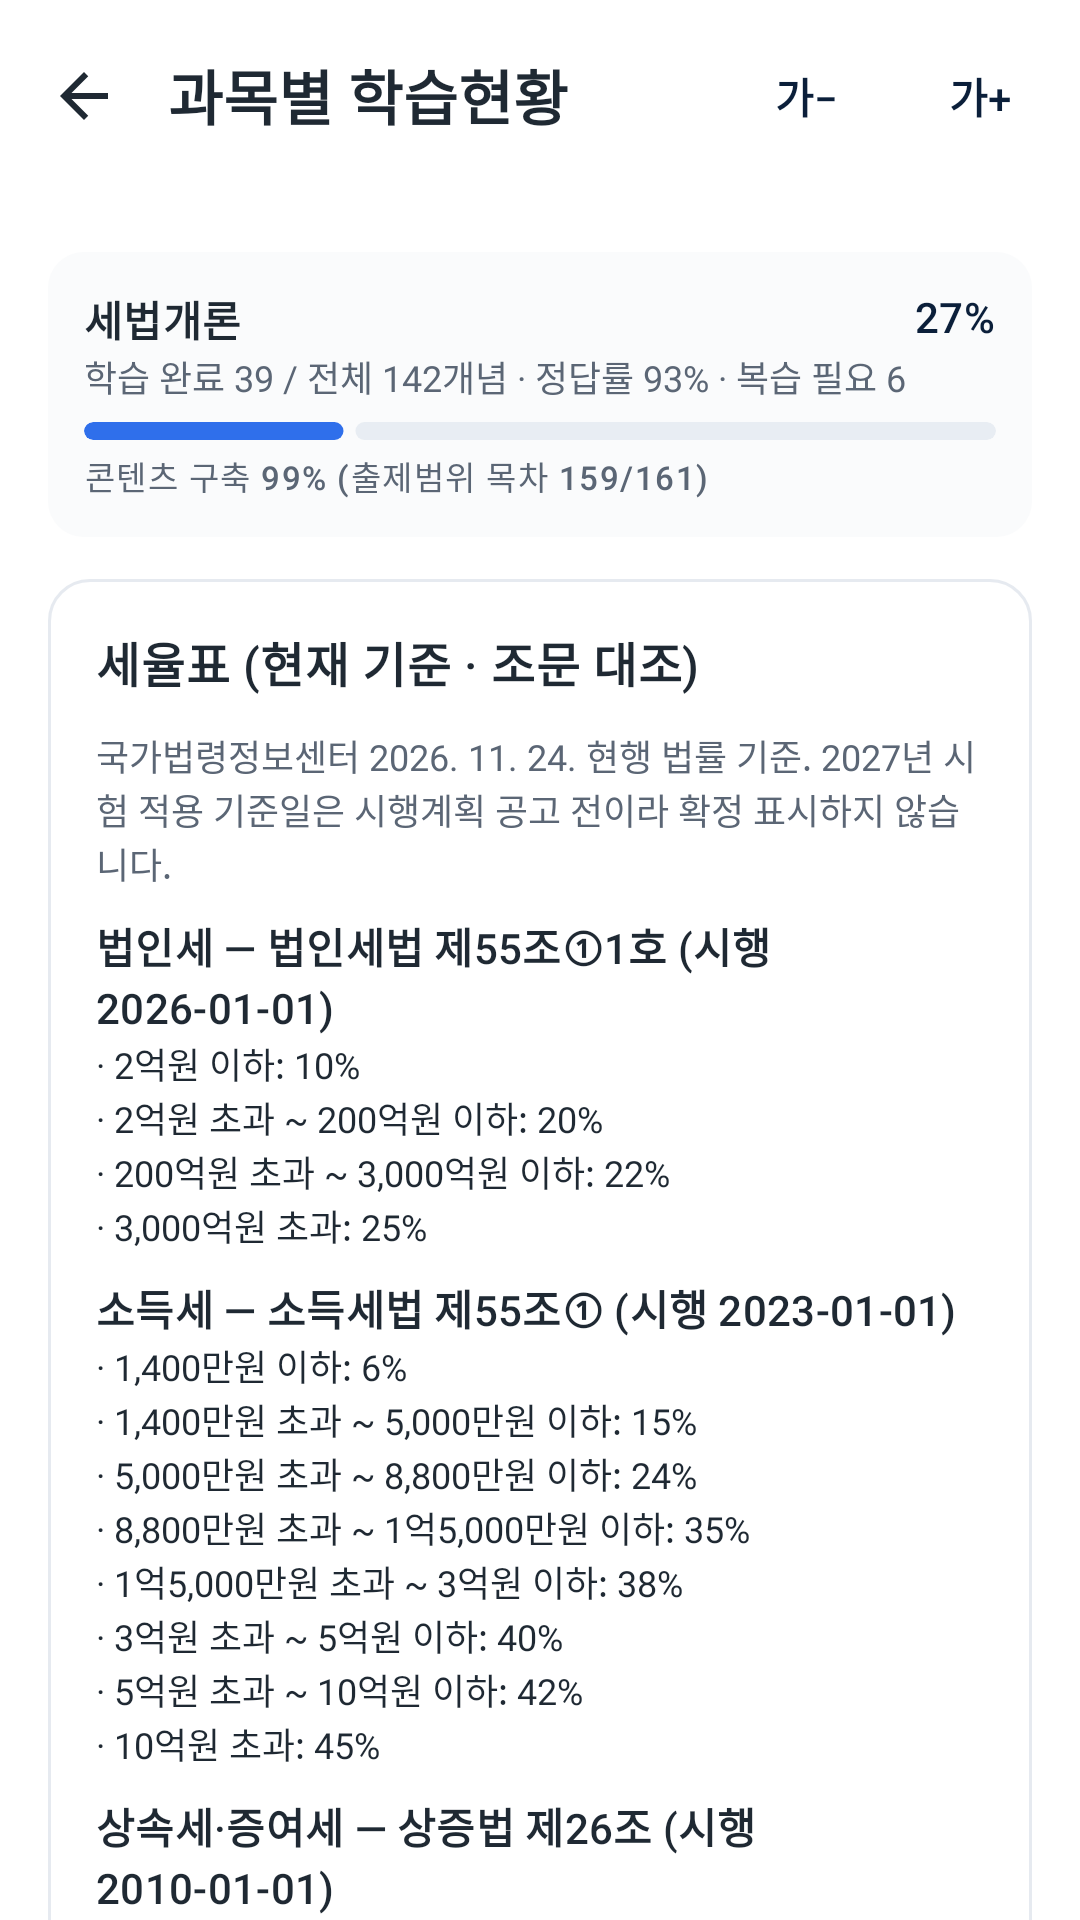 과목별 학습현황
가- 가+
세법개론 27%
학습 완료 39 / 전체 142개념 · 정답률 93% · 복습 필요 6
콘텐츠 구축 99% (출제범위 목차 159/161)
세율표 (현재 기준 · 조문 대조)
국가법령정보센터 2026. 11. 24. 현행 법률 기준. 2027년 시
험 적용 기준일은 시행계획 공고 전이라 확정 표시하지 않습
니다.
법인세 — 법인세법 제55조①1호 (시행
2026-01-01)
· 2억원 이하: 10%
· 2억원 초과 ~ 200억원 이하: 20%
· 200억원 초과 ~ 3,000억원 이하: 22%
· 3,000억원 초과: 25%
소득세 — 소득세법 제55조① (시행 2023-01-01)
· 1,400만원 이하: 6%
· 1,400만원 초과 ~ 5,000만원 이하: 15%
· 5,000만원 초과 ~ 8,800만원 이하: 24%
· 8,800만원 초과 ~ 1억5,000만원 이하: 35%
· 1억5,000만원 초과 ~ 3억원 이하: 38%
· 3억원 초과 ~ 5억원 이하: 40%
· 5억원 초과 ~ 10억원 이하: 42%
· 10억원 초과: 45%
상속세·증여세 — 상증법 제26조 (시행
2010-01-01)